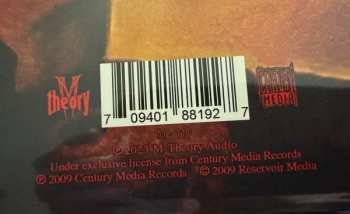 M
theory
CENTURY
MEDIA
7 09401 88192 7
© 2023 M-Theory Audio
Under exclusive license from Century Media Records
℗ 2009 Century Media Records © 2009 Reservoir Media